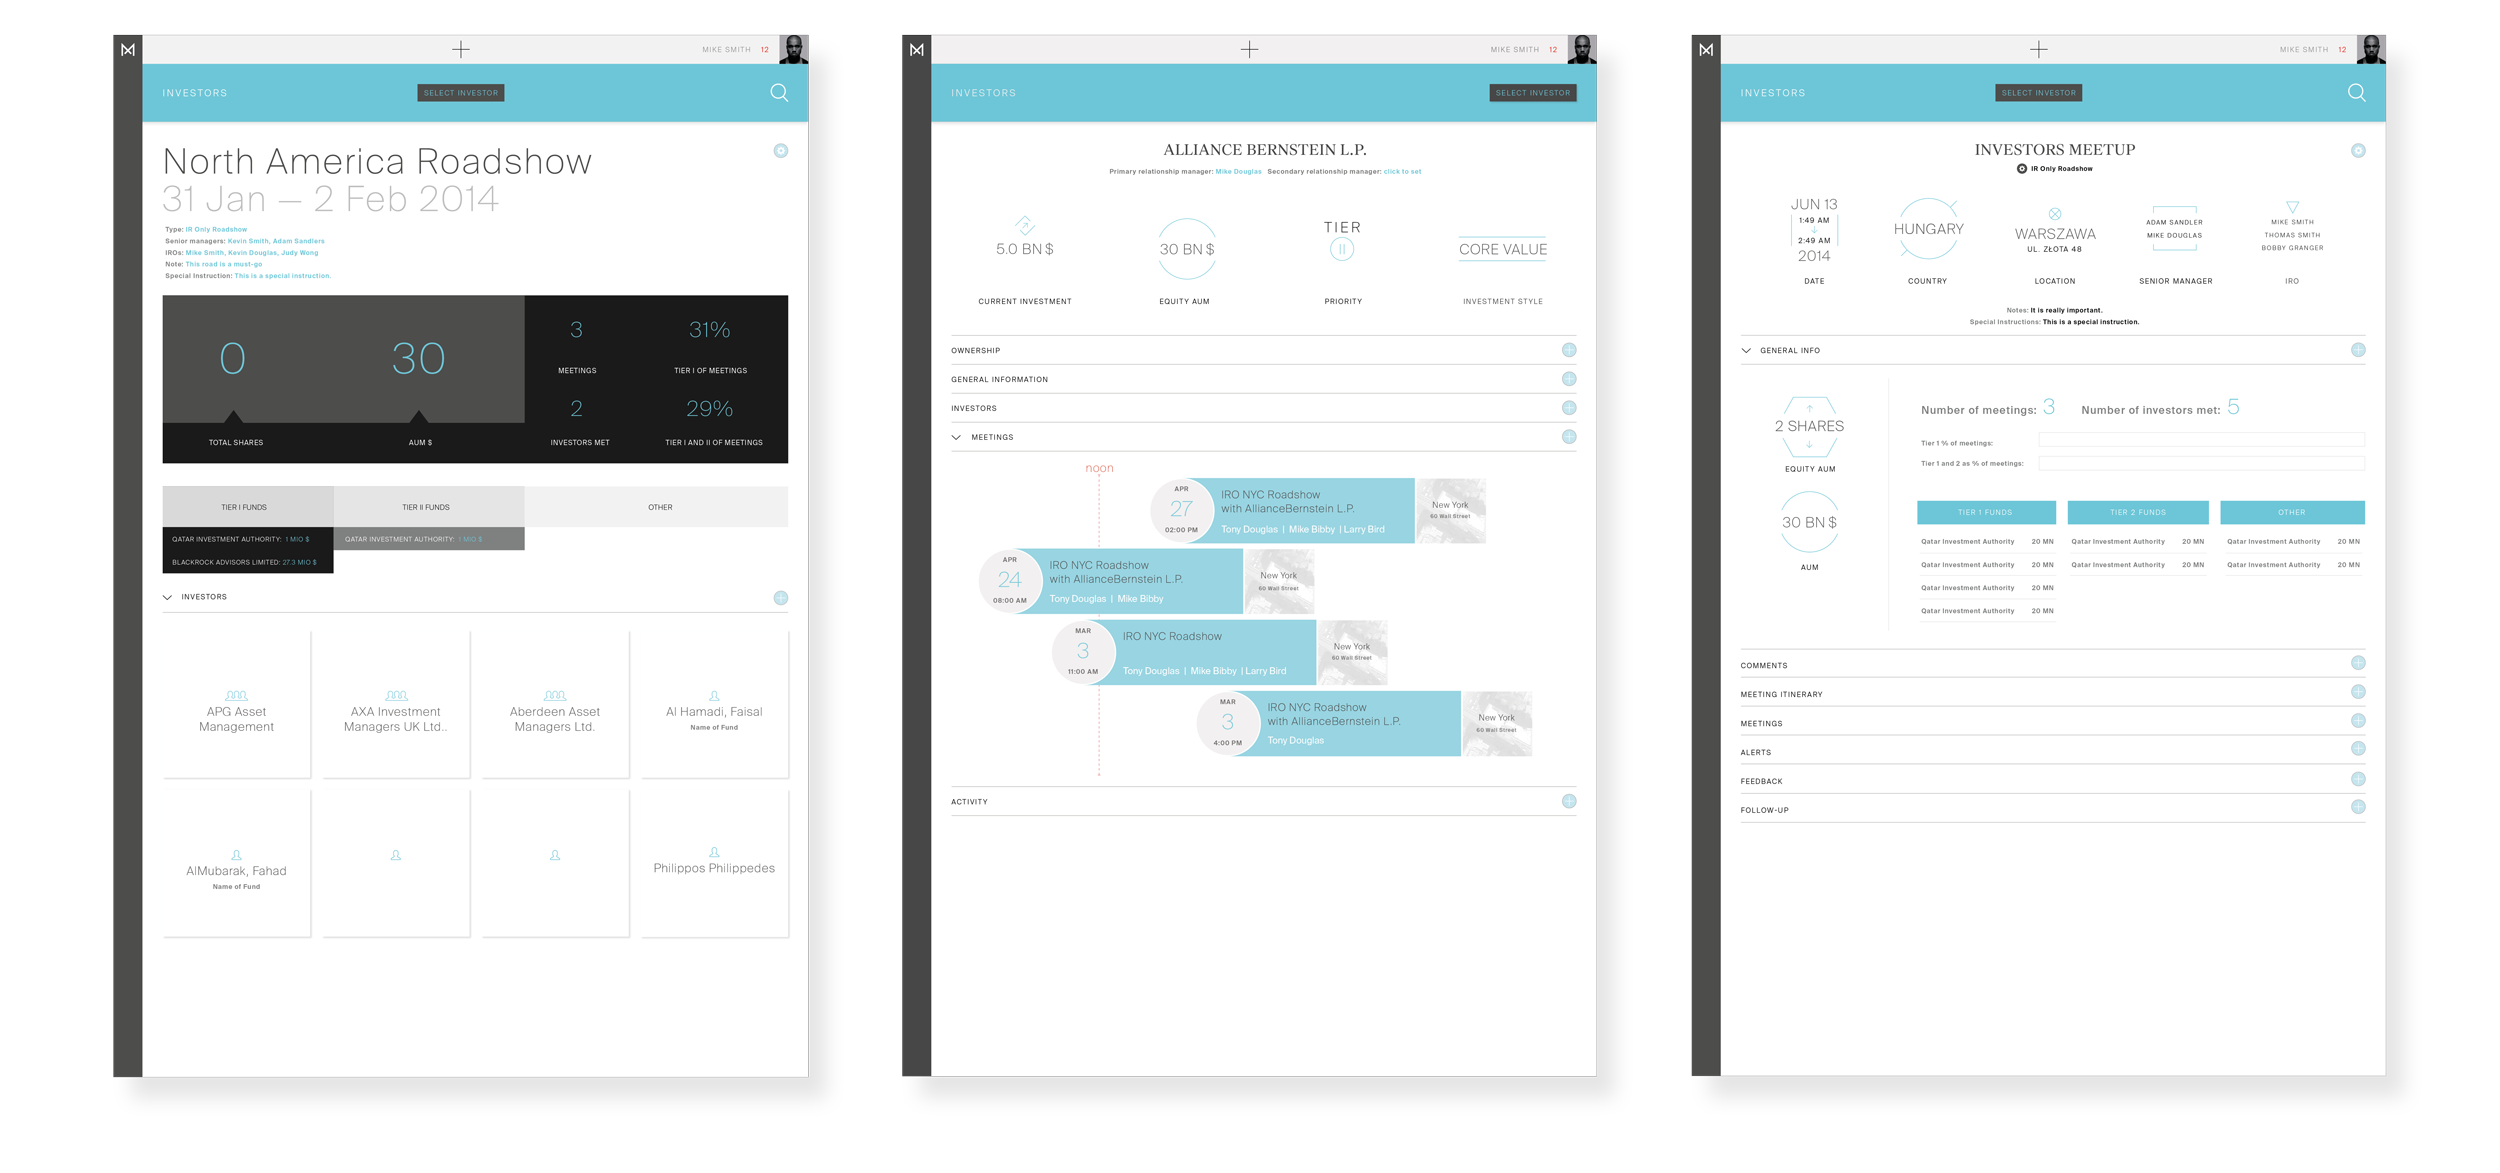 MIKE SMITH 12
INVESTORS
SELECT INVESTOR
North America Roadshow
31 Jan — 2 Feb 2014
Type: IR Only Roadshow
Senior managers: Kevin Smith, Adam Sandlers
IROs: Mike Smith, Kevin Douglas, Judy Wong
Note: This road is a must-go
Special Instruction: This is a special instruction.
0
30
3
31%
MEETINGS
TIER I OF MEETINGS
2
29%
TOTAL SHARES
AUM $
INVESTORS MET
TIER I AND II OF MEETINGS
TIER I FUNDS
TIER II FUNDS
OTHER
QATAR INVESTMENT AUTHORITY: 1 MIO $
QATAR INVESTMENT AUTHORITY: 1 MIO $
BLACKROCK ADVISORS LIMITED: 27.3 MIO $
INVESTORS
APG Asset
Management
AXA Investment
Managers UK Ltd..
Aberdeen Asset
Managers Ltd.
Al Hamadi, Faisal
Name of Fund
AlMubarak, Fahad
Name of Fund
Philippos Philippedes
MIKE SMITH 12
INVESTORS
SELECT INVESTOR
ALLIANCE BERNSTEIN L.P.
Primary relationship manager: Mike Douglas Secondary relationship manager: click to set
5.0 BN $
CURRENT INVESTMENT
30 BN $
EQUITY AUM
TIER
II
PRIORITY
CORE VALUE
INVESTMENT STYLE
OWNERSHIP
GENERAL INFORMATION
INVESTORS
MEETINGS
noon
APR
27
02:00 PM
IRO NYC Roadshow
with AllianceBernstein L.P.
Tony Douglas | Mike Bibby | Larry Bird
New York
60 Wall Street
APR
24
08:00 AM
IRO NYC Roadshow
with AllianceBernstein L.P.
Tony Douglas | Mike Bibby
New York
60 Wall Street
MAR
3
11:00 AM
IRO NYC Roadshow
Tony Douglas | Mike Bibby | Larry Bird
New York
60 Wall Street
MAR
3
4:00 PM
IRO NYC Roadshow
with AllianceBernstein L.P.
Tony Douglas
New York
60 Wall Street
ACTIVITY
MIKE SMITH 12
INVESTORS
SELECT INVESTOR
INVESTORS MEETUP
IR Only Roadshow
JUN 13
1:49 AM
2:49 AM
2014
DATE
HUNGARY
COUNTRY
WARSZAWA
UL. ZŁOTA 48
LOCATION
ADAM SANDLER
MIKE DOUGLAS
SENIOR MANAGER
MIKE SMITH
THOMAS SMITH
BOBBY GRANGER
IRO
Notes: It is really important.
Special Instructions: This is a special instruction.
GENERAL INFO
2 SHARES
EQUITY AUM
30 BN $
AUM
Number of meetings: 3 Number of investors met: 5
Tier 1 % of meetings:
Tier 1 and 2 as % of meetings:
TIER 1 FUNDS
Qatar Investment Authority 20 MN
Qatar Investment Authority 20 MN
Qatar Investment Authority 20 MN
Qatar Investment Authority 20 MN
TIER 2 FUNDS
Qatar Investment Authority 20 MN
Qatar Investment Authority 20 MN
OTHER
Qatar Investment Authority 20 MN
Qatar Investment Authority 20 MN
COMMENTS
MEETING ITINERARY
MEETINGS
ALERTS
FEEDBACK
FOLLOW-UP